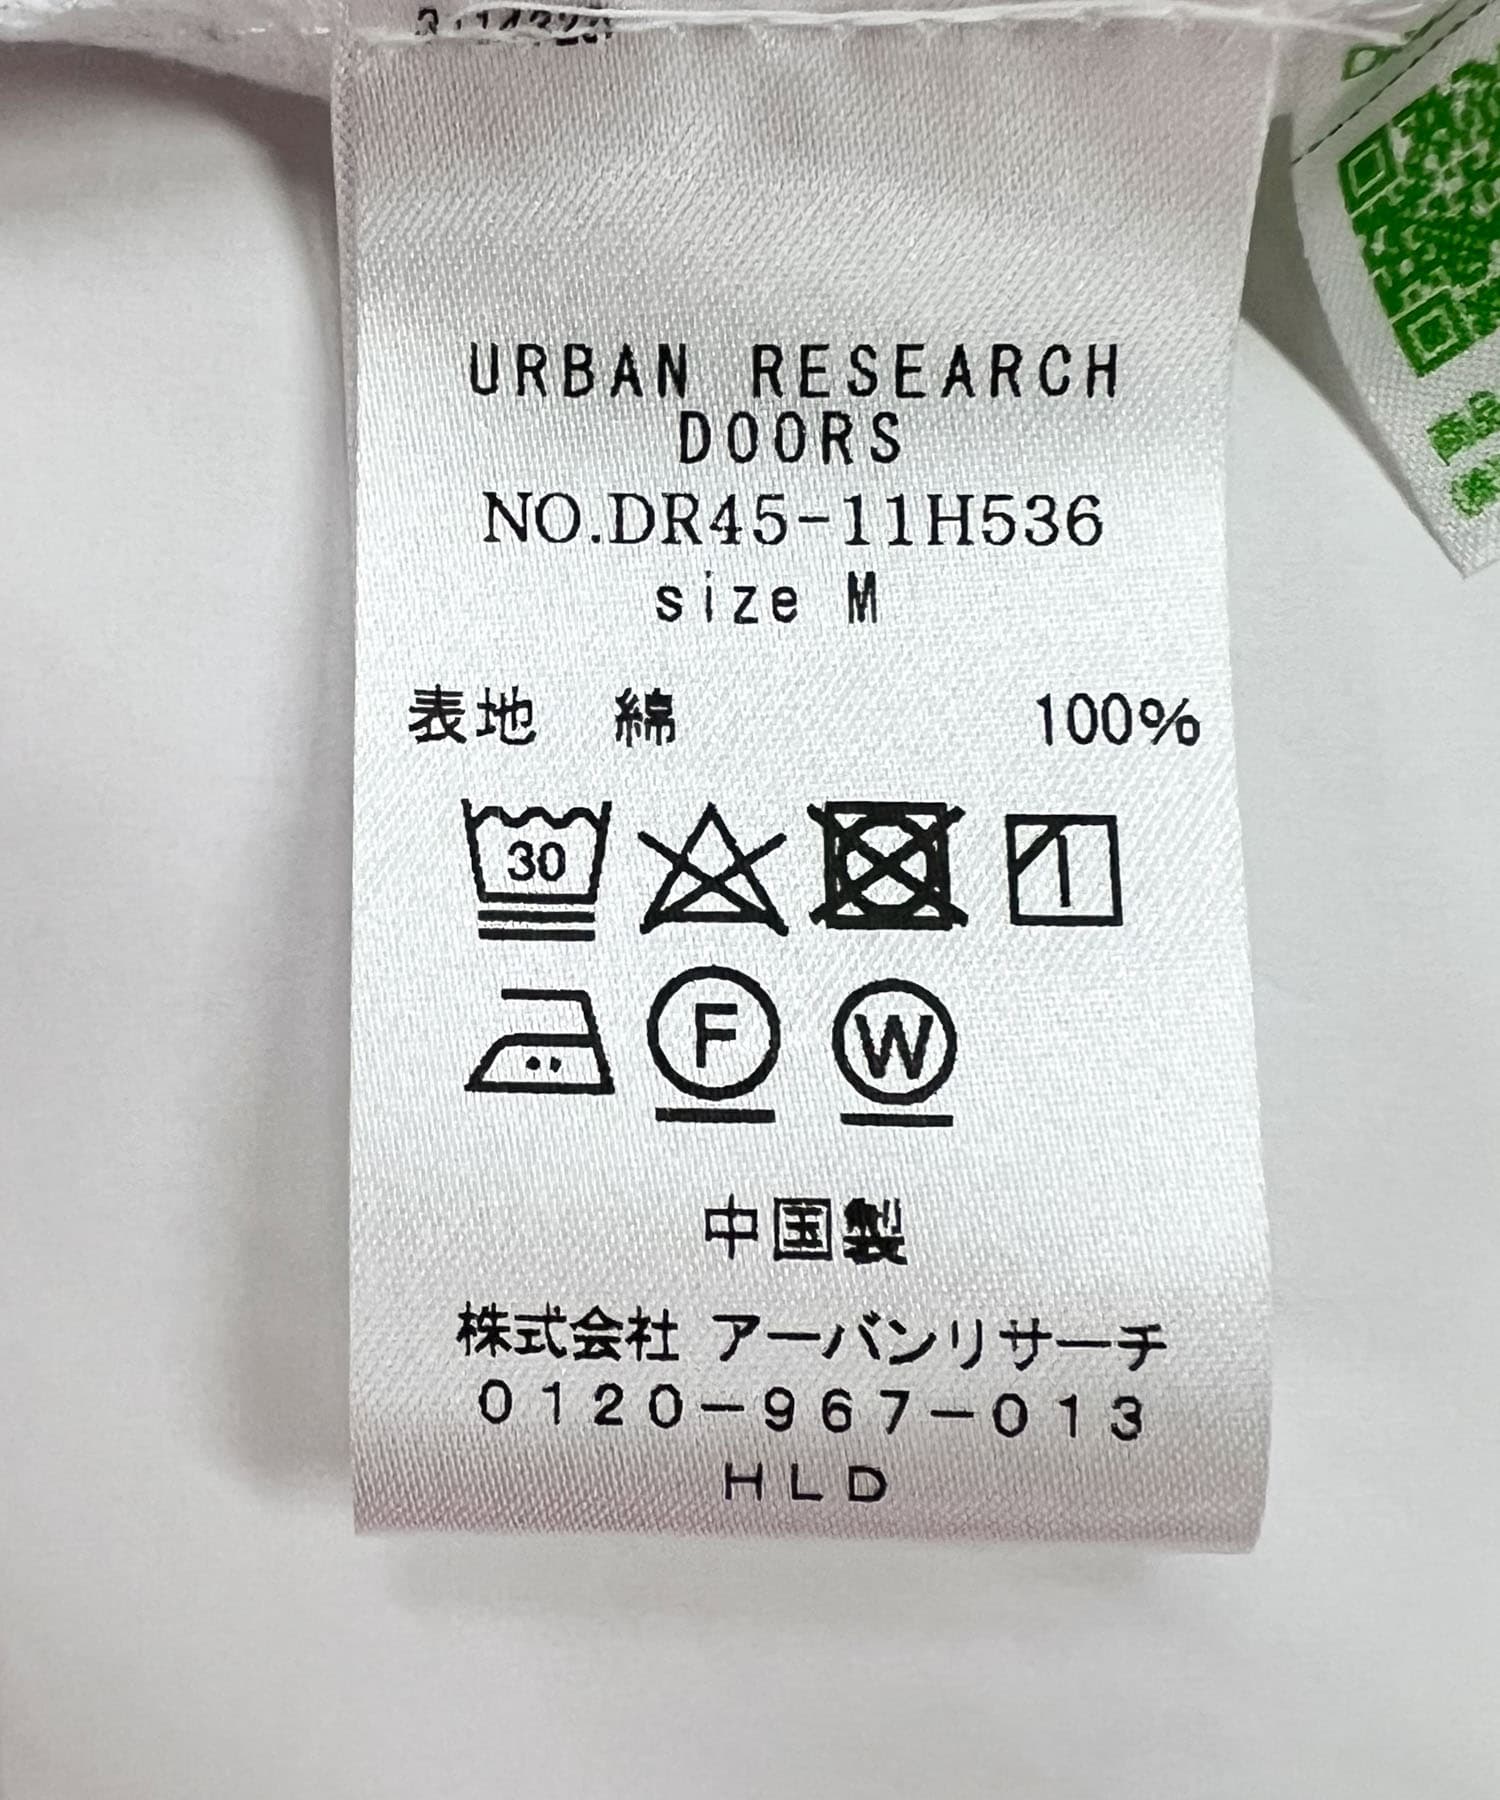 URBAN RESEARCH
DOORS
NO.DR45-11H536
size M
表地 綿 100%
30
F W
中国製
株式会社 アーバンリサーチ
0120-967-013
HLD